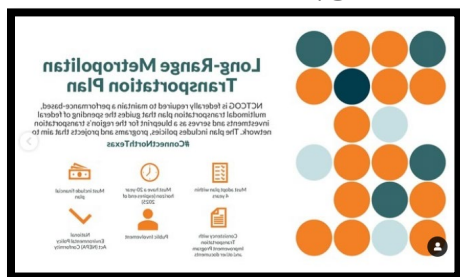 Long-Range Metropolitan
Transportation Plan
NCTCOG is federally required to maintain a performance-based,
multimodal transportation plan that guides the spending of federal
investments and serves as a blueprint for the region's transportation
network. The plan includes policies, programs and projects that aim to
#ConnectNorthTexas
Must adopt within
4 years
Must have a 20-year
horizon (as of
2025)
Must include financial
plan
Consistency with
Transportation
Improvement Program
and other documents
Public Involvement
National
Environmental Policy
Act (NEPA) Conformity